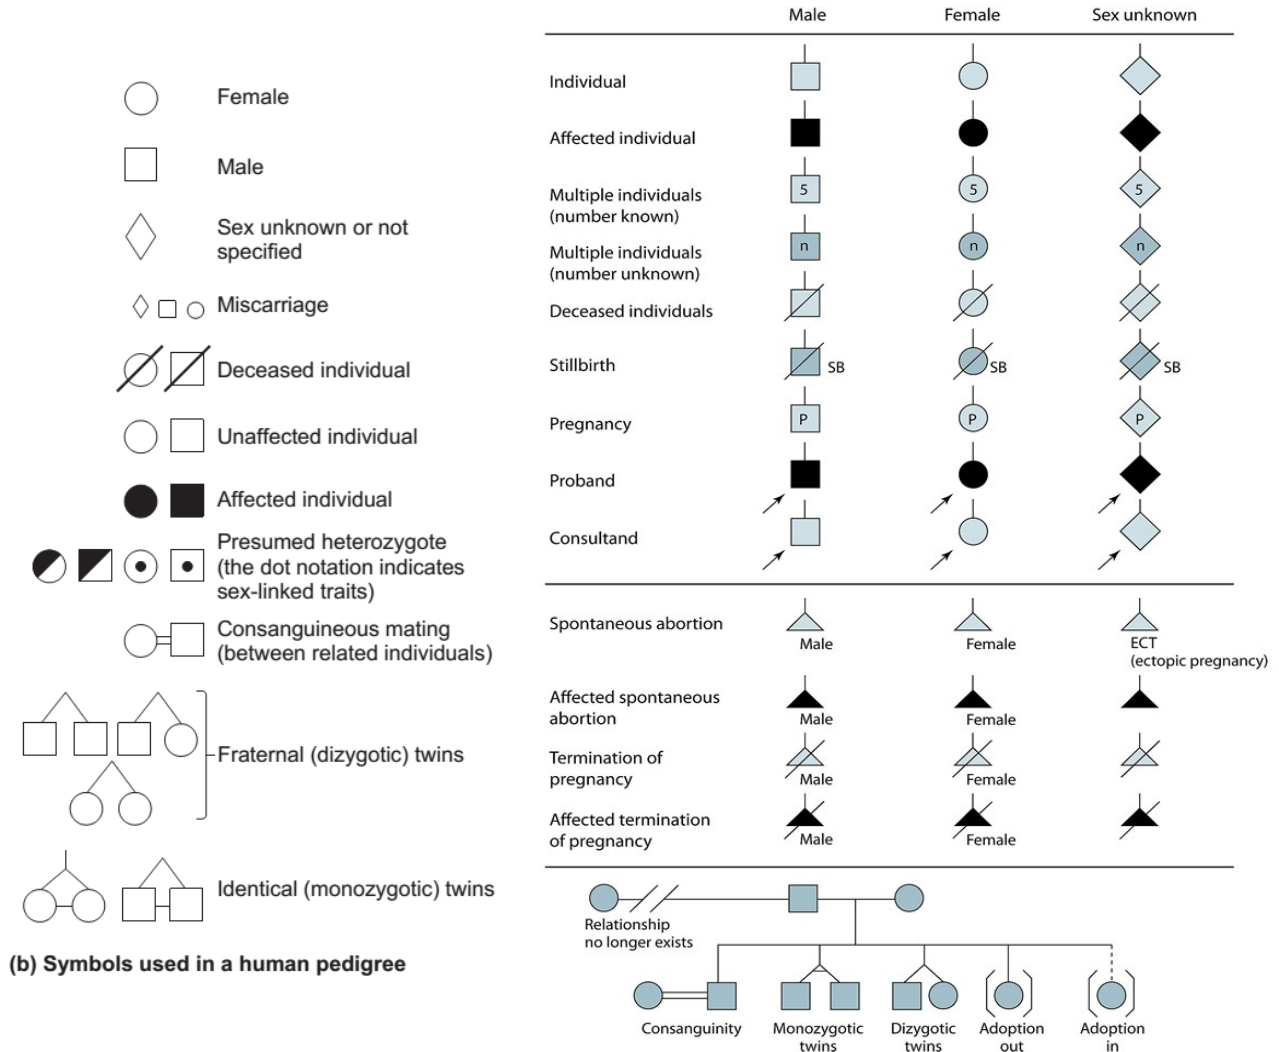 Female
Male
Sex unknown or not
specified
Miscarriage
Deceased individual
Unaffected individual
Affected individual
Presumed heterozygote
(the dot notation indicates
sex-linked traits)
Consanguineous mating
(between related individuals)
Fraternal (dizygotic) twins
Identical (monozygotic) twins
(b) Symbols used in a human pedigree
Male Female Sex unknown
Individual
Affected individual
Multiple individuals
(number known)
5 5 5
Multiple individuals
(number unknown)
n n n
Deceased individuals
Stillbirth SB SB SB
Pregnancy P P P
Proband
Consultand
Spontaneous abortion
Male Female ECT
(ectopic pregnancy)
Affected spontaneous
abortion
Male Female
Termination of
pregnancy
Male Female
Affected termination
of pregnancy
Male Female
Relationship
no longer exists
Consanguinity
Monozygotic
twins
Dizygotic
twins
Adoption
out
Adoption
in